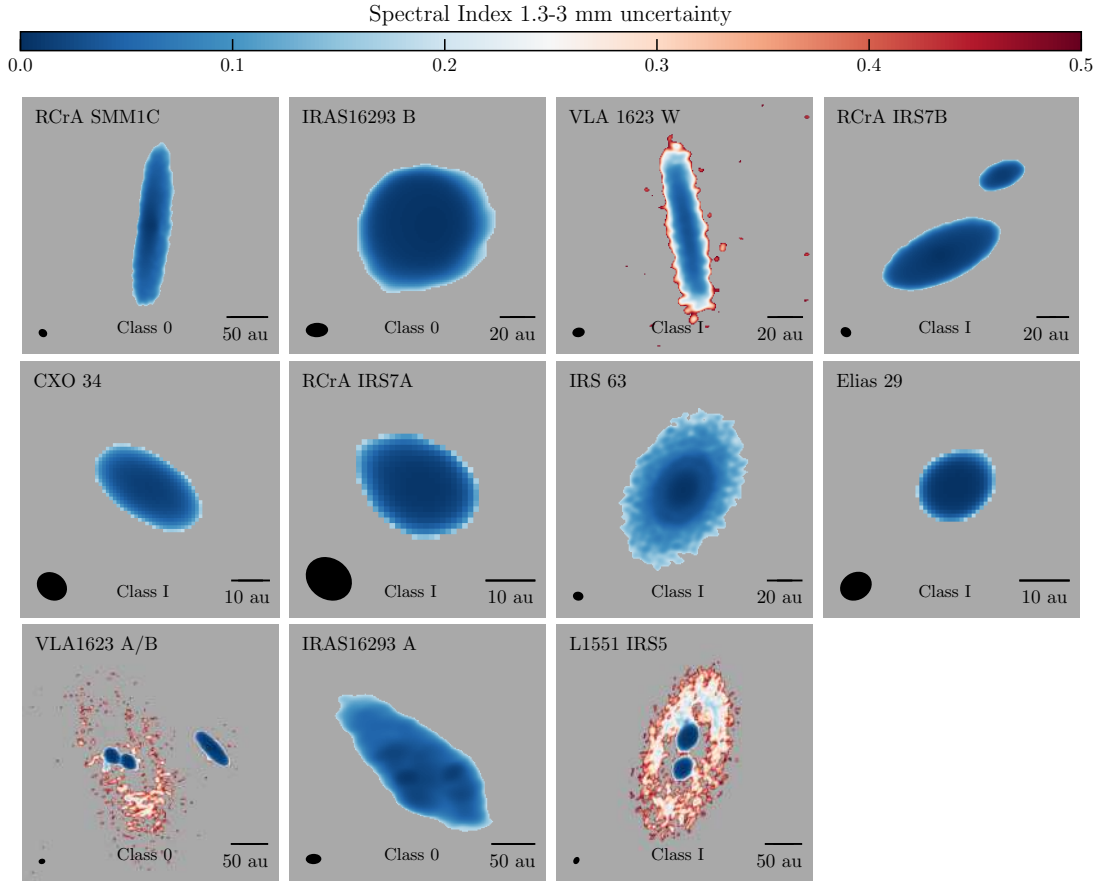 Spectral Index 1.3-3 mm uncertainty
0.0 0.1 0.2 0.3 0.4 0.5
RCrA SMM1C
Class 0
50 au
IRAS16293 B
Class 0
20 au
VLA 1623 W
Class I
20 au
RCrA IRS7B
Class I
20 au
CXO 34
Class I
10 au
RCrA IRS7A
Class I
10 au
IRS 63
Class I
20 au
Elias 29
Class I
10 au
VLA1623 A/B
Class 0
50 au
IRAS16293 A
Class 0
50 au
L1551 IRS5
Class I
50 au